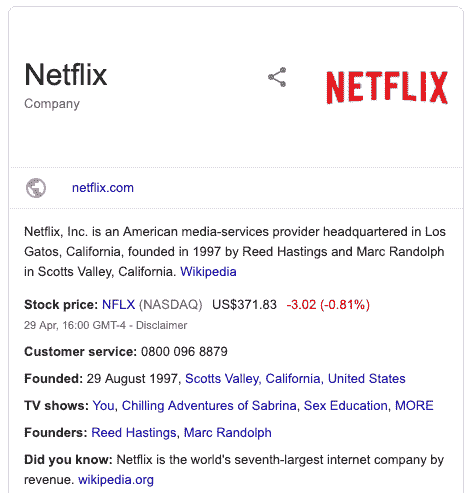 Netflix
Company
NETFLIX
netflix.com
Netflix, Inc. is an American media-services provider headquartered in Los
Gatos, California, founded in 1997 by Reed Hastings and Marc Randolph
in Scotts Valley, California. Wikipedia
Stock price: NFLX (NASDAQ) US$371.83 -3.02 (-0.81%)
29 Apr, 16:00 GMT-4 - Disclaimer
Customer service: 0800 096 8879
Founded: 29 August 1997, Scotts Valley, California, United States
TV shows: You, Chilling Adventures of Sabrina, Sex Education, MORE
Founders: Reed Hastings, Marc Randolph
Did you know: Netflix is the world's seventh-largest internet company by
revenue. wikipedia.org